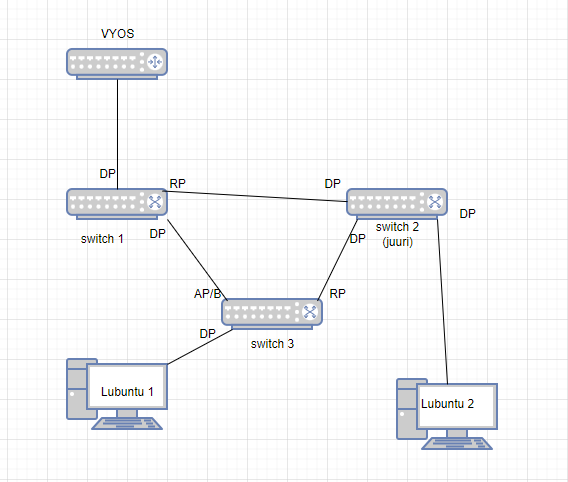 VYOS
DP
RP
DP
switch 1
DP
switch 2
(juuri)
DP
DP
AP/B
RP
DP
switch 3
Lubuntu 1
Lubuntu 2